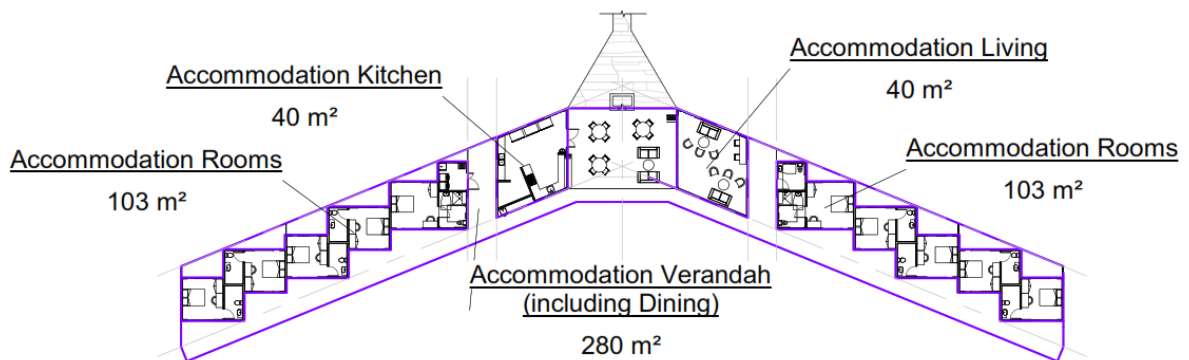 Accommodation Kitchen
40 m²
Accommodation Living
40 m²
Accommodation Rooms
103 m²
Accommodation Rooms
103 m²
Accommodation Verandah
(including Dining)
280 m²